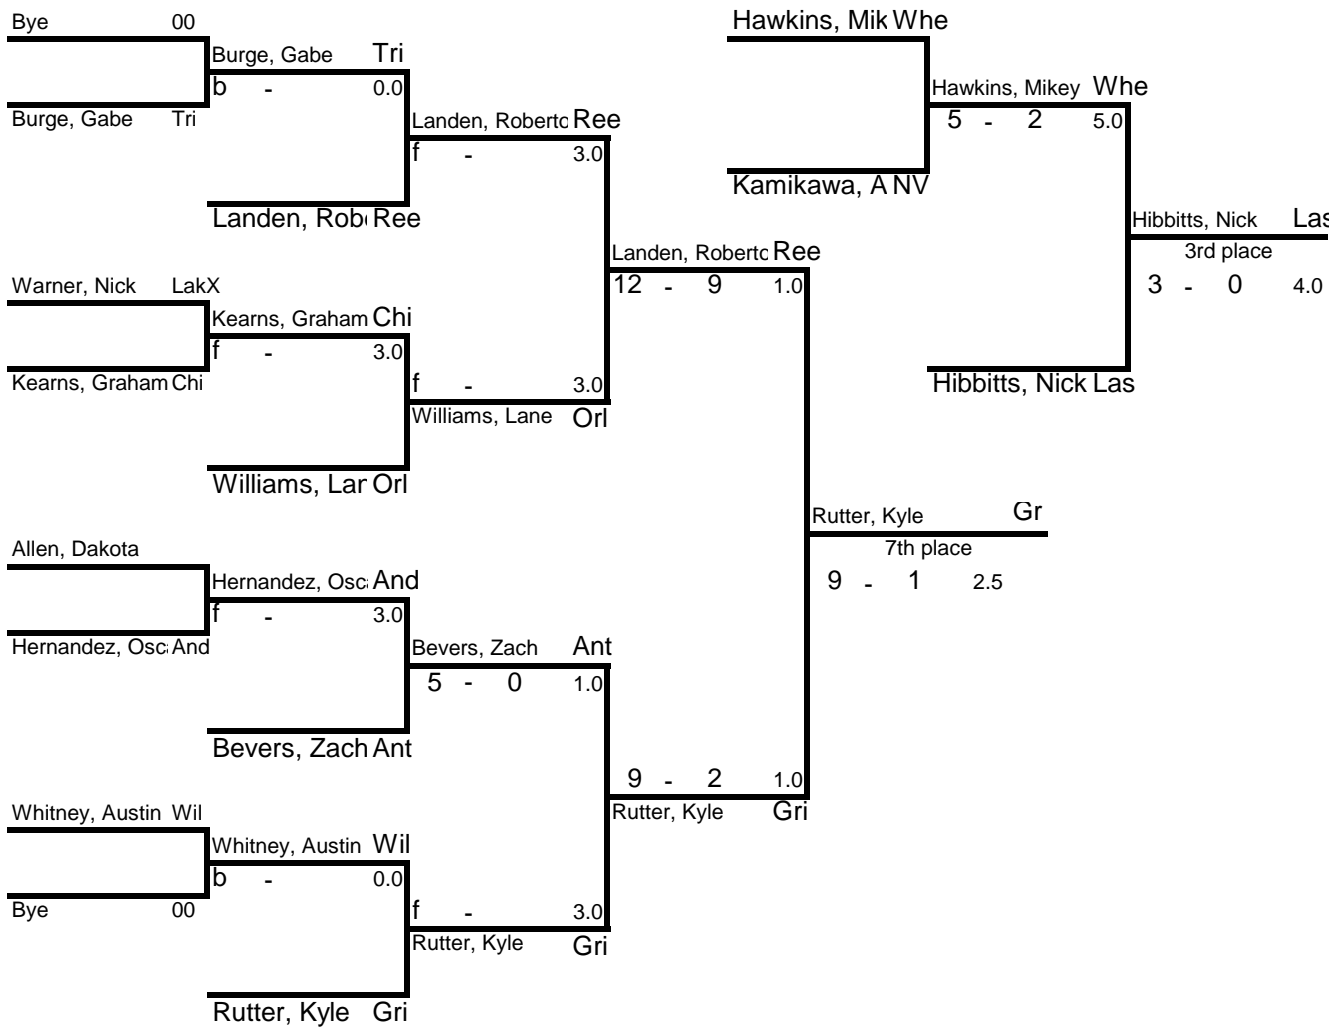 Bye 00
Burge, Gabe Tri
b - 0.0
Burge, Gabe Tri
Landen, Roberto Ree
f - 3.0
Landen, Rob Ree
Warner, Nick LakX
Kearns, Graham Chi
f - 3.0
Kearns, Graham Chi
Landen, Roberto Ree
12 - 9 1.0
f - 3.0
Williams, Lane Orl
Williams, Lar Orl
Allen, Dakota
Hernandez, Osc And
f - 3.0
Hernandez, Osc And
Bevers, Zach Ant
5 - 0 1.0
Bevers, Zach Ant
9 - 2 1.0
Rutter, Kyle Gri
Whitney, Austin Wil
Whitney, Austin Wil
b - 0.0
Bye 00
f - 3.0
Rutter, Kyle Gri
Rutter, Kyle Gri
Rutter, Kyle Gr
7th place
9 - 1 2.5
Hawkins, Mik Whe
Hawkins, Mikey Whe
5 - 2 5.0
Kamikawa, A NV
Hibbitts, Nick Las
3rd place
3 - 0 4.0
Hibbitts, Nick Las